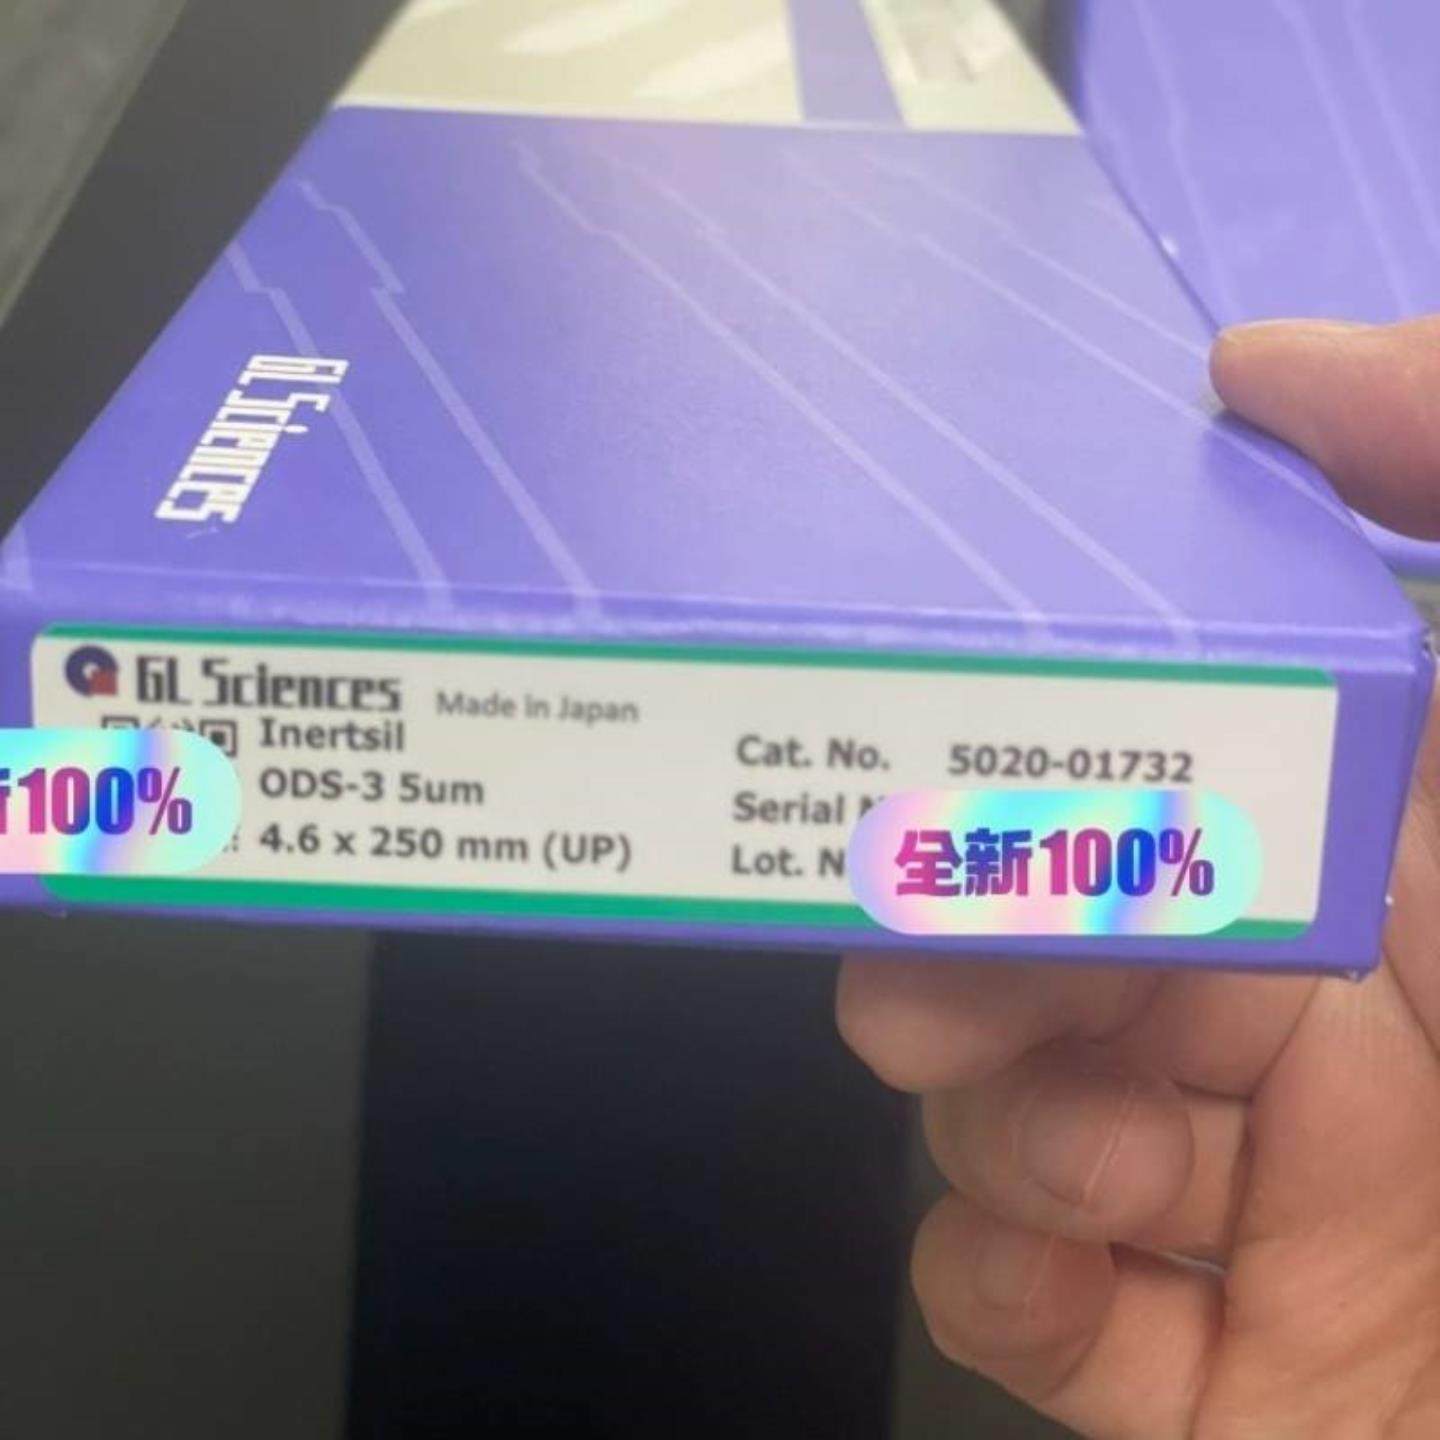 GL Sciences
GL Sciences Made in Japan
Inertsil
ODS-3 5um
4.6 x 250 mm (UP)
Cat. No. 5020-01732
Serial
Lot.
新100%
全新100%